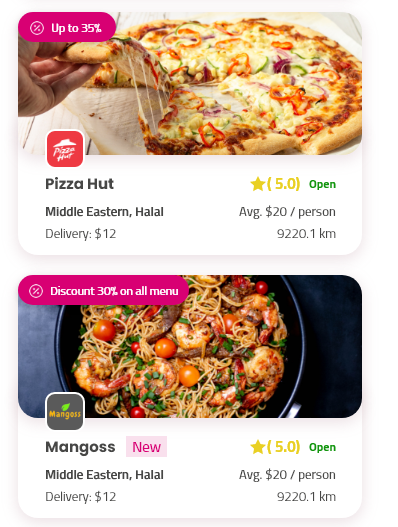 Up to 35%
Pizza Hut
Pizza Hut
( 5.0)
Open
Middle Eastern, Halal
Avg. $20 / person
Delivery: $12
9220.1 km
Discount 30% on all menu
Mangoss
Mangoss
New
( 5.0)
Open
Middle Eastern, Halal
Avg. $20 / person
Delivery: $12
9220.1 km